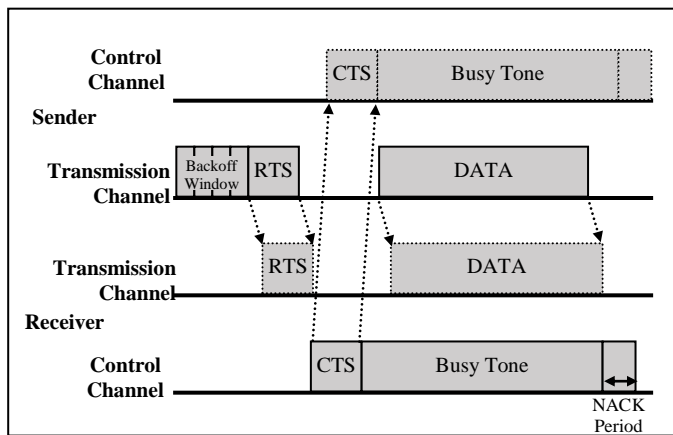 Control
Channel
CTS
Busy Tone
Sender
Transmission
Channel
Backoff
Window
RTS
DATA
Transmission
Channel
RTS
DATA
Receiver
Control
Channel
CTS
Busy Tone
NACK
Period